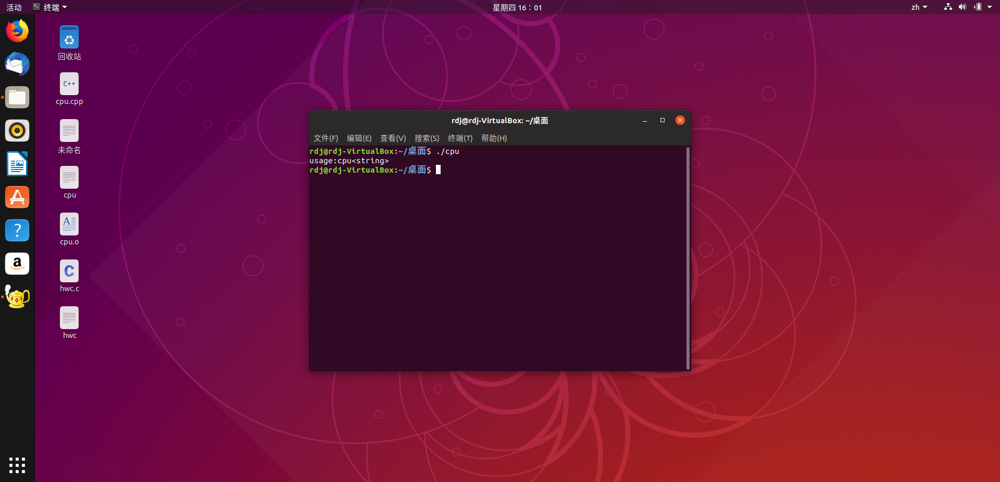 活动 终端 星期四 16：01 zh
回收站
C++
cpu.cpp
未命名
cpu
A
cpu.o
C
hwc.c
hwc
?
a
rdj@rdj-VirtualBox: ~/桌面
文件(F) 编辑(E) 查看(V) 搜索(S) 终端(T) 帮助(H)
rdj@rdj-VirtualBox:~/桌面$ ./cpu
usage:cpu<string>
rdj@rdj-VirtualBox:~/桌面$